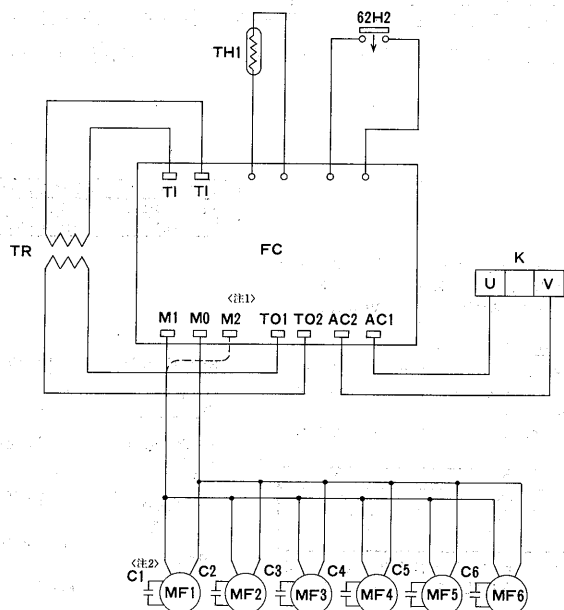 62H2
TH1
TI TI
TR
FC
K
U V
〈注1〉
M1 M0 M2 TO1 TO2 AC2 AC1
〈注2〉
C1 C2 C3 C4 C5 C6
MF1 MF2 MF3 MF4 MF5 MF6